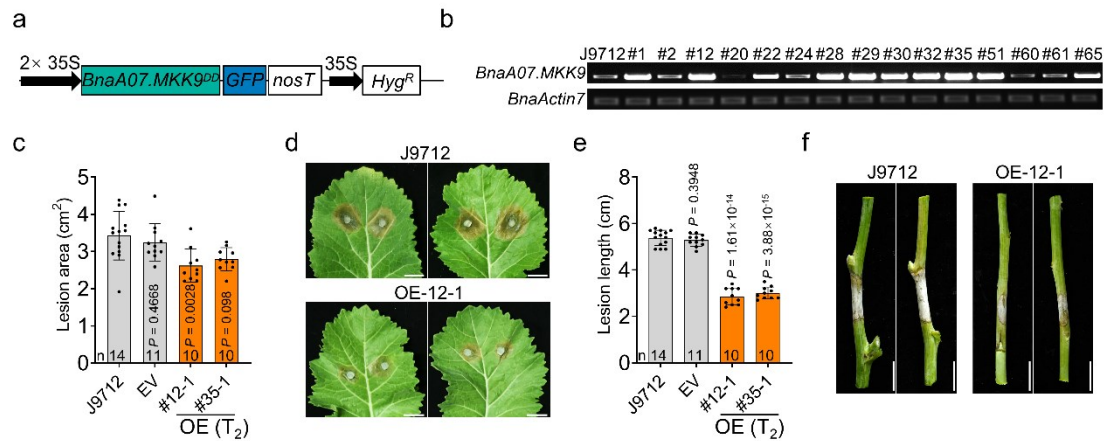 a
2× 35S
35S
BnaA07.MKK9ᴰᴰ
GFP
nosT
Hygᴿ
b
J9712 #1 #2 #12 #20 #22 #24 #28 #29 #30 #32 #35 #51 #60 #61 #65
BnaA07.MKK9
BnaActin7
c
Lesion area (cm²)
5
4
3
2
1
0
P = 0.4668
P = 0.0028
P = 0.098
n 14 11 10 10
J9712
EV
#12-1
#35-1
OE (T₂)
d
J9712
OE-12-1
e
Lesion length (cm)
8
6
4
2
0
P = 0.3948
P = 1.61×10⁻¹⁴
P = 3.88×10⁻¹⁵
n 14 11 10 10
J9712
EV
#12-1
#35-1
OE (T₂)
f
J9712
OE-12-1